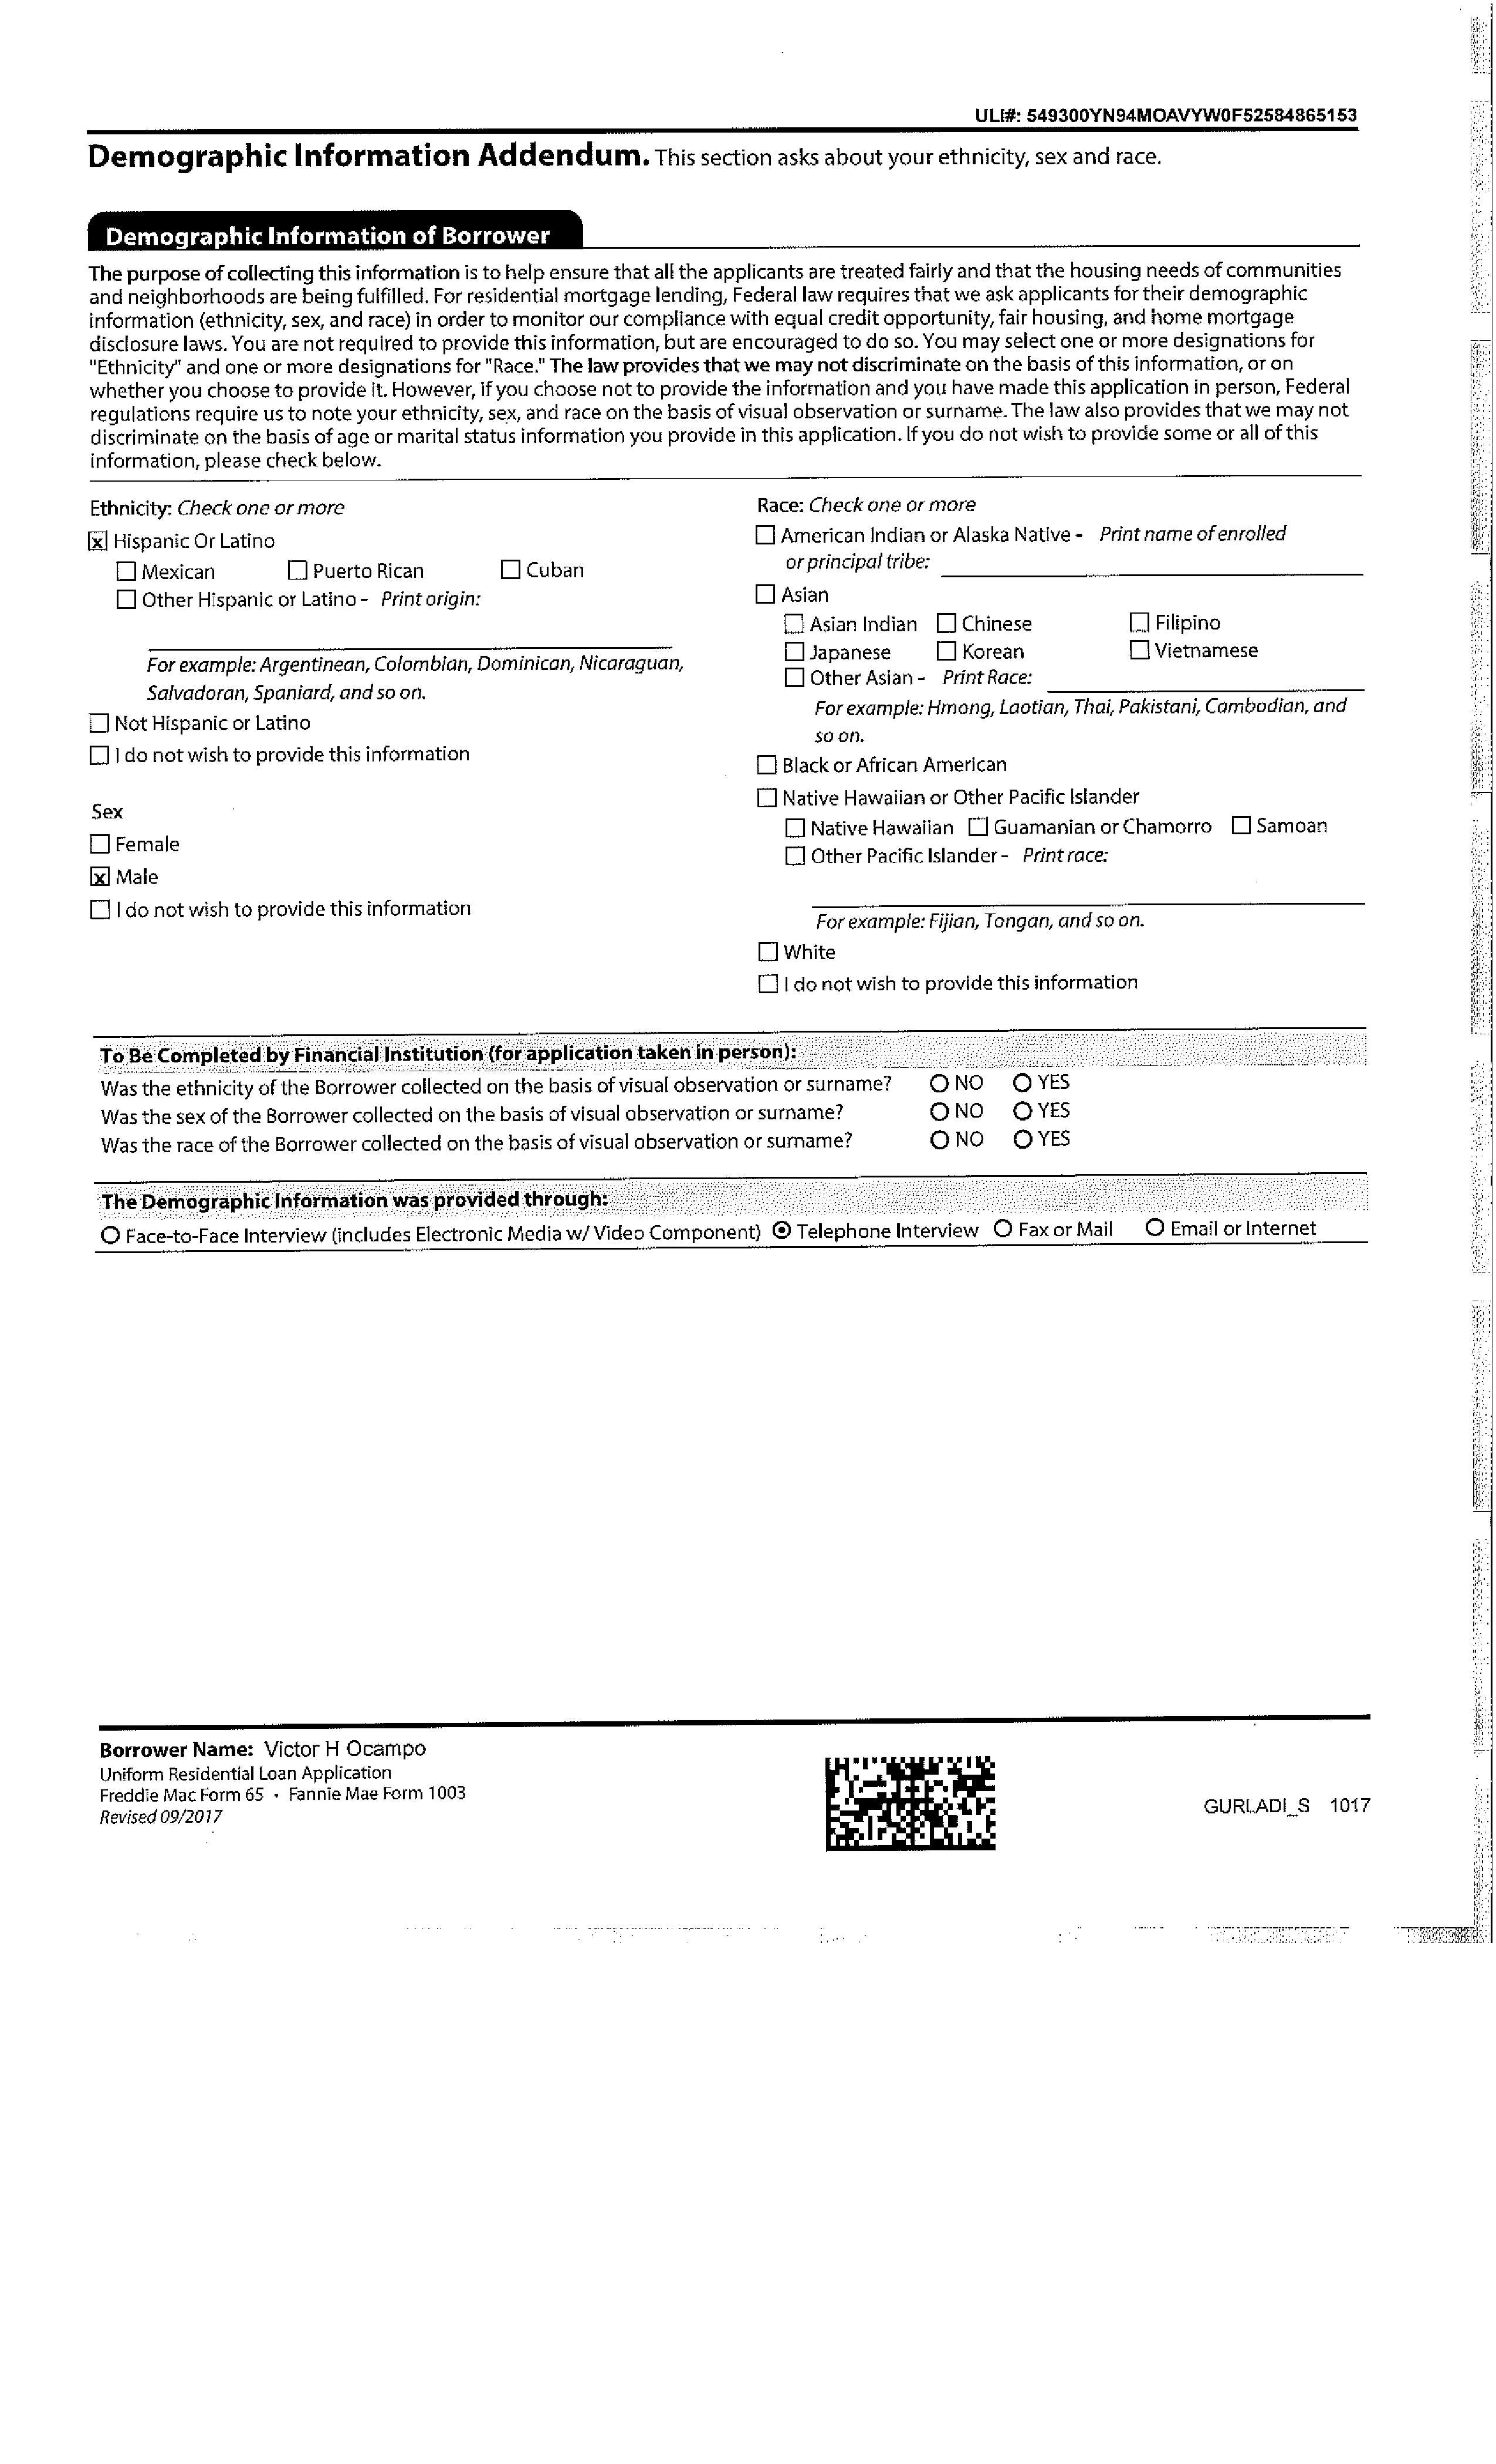 ULI#: 549300YN94MOAVYW0F52584865153
Demographic Information Addendum. This section asks about your ethnicity, sex and race.
Demographic Information of Borrower
The purpose of collecting this information is to help ensure that all the applicants are treated fairly and that the housing needs of communities
and neighborhoods are being fulfilled. For residential mortgage lending, Federal law requires that we ask applicants for their demographic
information (ethnicity, sex, and race) in order to monitor our compliance with equal credit opportunity, fair housing, and home mortgage
disclosure laws. You are not required to provide this information, but are encouraged to do so. You may select one or more designations for
"Ethnicity" and one or more designations for "Race." The law provides that we may not discriminate on the basis of this information, or on
whether you choose to provide it. However, if you choose not to provide the information and you have made this application in person, Federal
regulations require us to note your ethnicity, sex, and race on the basis of visual observation or surname. The law also provides that we may not
discriminate on the basis of age or marital status information you provide in this application. If you do not wish to provide some or all of this
information, please check below.
Ethnicity: Check one or more
☒ Hispanic Or Latino
☐ Mexican ☐ Puerto Rican ☐ Cuban
☐ Other Hispanic or Latino - Print origin:
For example: Argentinean, Colombian, Dominican, Nicaraguan,
Salvadoran, Spaniard, and so on.
☐ Not Hispanic or Latino
☐ I do not wish to provide this information
Sex
☐ Female
☒ Male
☐ I do not wish to provide this information
Race: Check one or more
☐ American Indian or Alaska Native - Print name of enrolled
or principal tribe:
☐ Asian
☐ Asian Indian ☐ Chinese ☐ Filipino
☐ Japanese ☐ Korean ☐ Vietnamese
☐ Other Asian - Print Race:
For example: Hmong, Laotian, Thai, Pakistani, Cambodian, and
so on.
☐ Black or African American
☐ Native Hawaiian or Other Pacific Islander
☐ Native Hawaiian ☐ Guamanian or Chamorro ☐ Samoan
☐ Other Pacific Islander - Print race:
For example: Fijian, Tongan, and so on.
☐ White
☐ I do not wish to provide this information
To Be Completed by Financial Institution (for application taken in person):
Was the ethnicity of the Borrower collected on the basis of visual observation or surname? ○ NO ○ YES
Was the sex of the Borrower collected on the basis of visual observation or surname? ○ NO ○ YES
Was the race of the Borrower collected on the basis of visual observation or surname? ○ NO ○ YES
The Demographic Information was provided through:
○ Face-to-Face Interview (includes Electronic Media w/ Video Component) ◉ Telephone Interview ○ Fax or Mail ○ Email or Internet
Borrower Name: Victor H Ocampo
Uniform Residential Loan Application
Freddie Mac Form 65 • Fannie Mae Form 1003
Revised 09/2017
GURLADI_S 1017